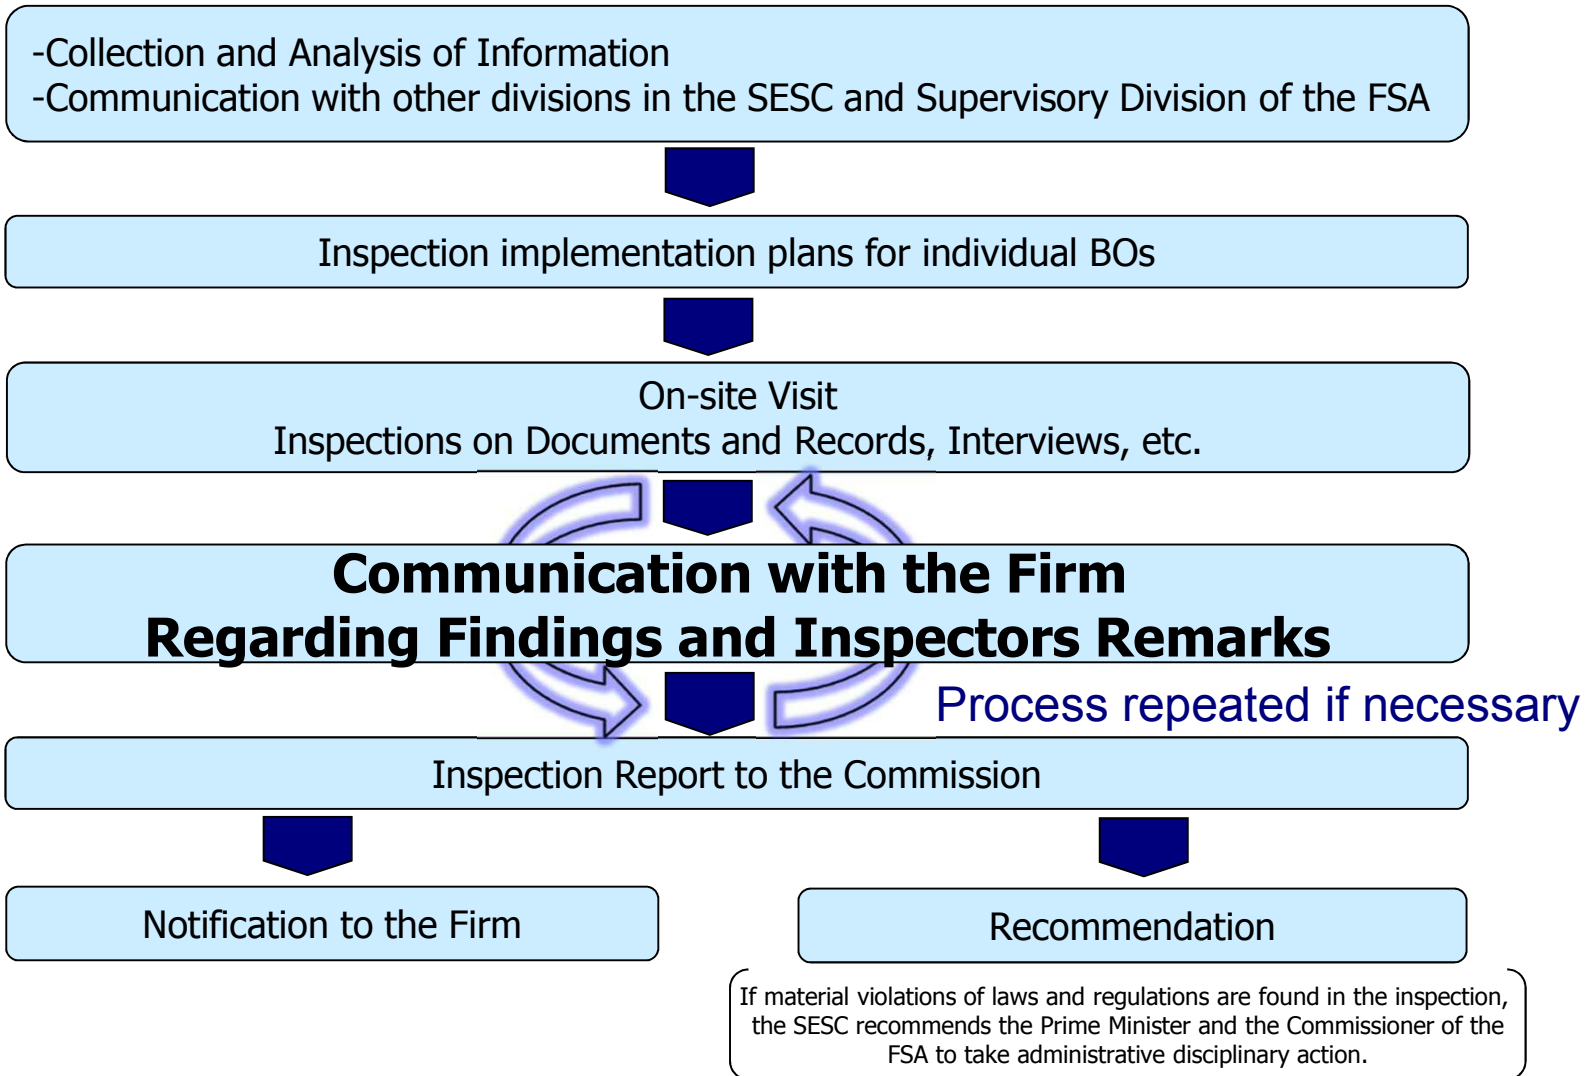 -Collection and Analysis of Information
-Communication with other divisions in the SESC and Supervisory Division of the FSA
Inspection implementation plans for individual BOs
On-site Visit
Inspections on Documents and Records, Interviews, etc.
Communication with the Firm
Regarding Findings and Inspectors Remarks
Process repeated if necessary
Inspection Report to the Commission
Notification to the Firm
Recommendation
If material violations of laws and regulations are found in the inspection,
the SESC recommends the Prime Minister and the Commissioner of the
FSA to take administrative disciplinary action.